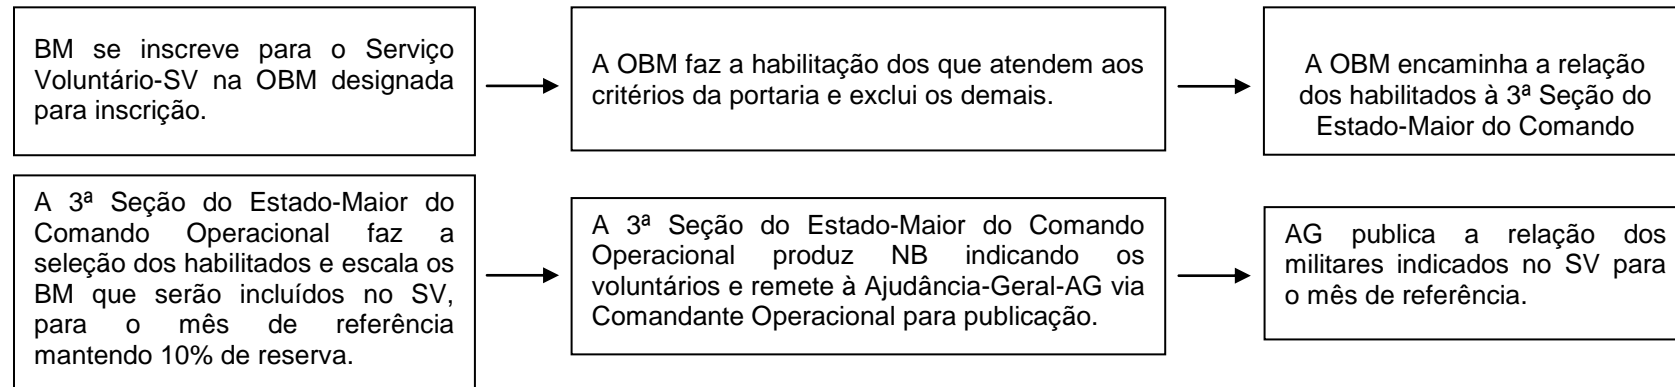 BM se inscreve para o Serviço
Voluntário-SV na OBM designada
para inscrição.
A OBM faz a habilitação dos que atendem aos
critérios da portaria e exclui os demais.
A OBM encaminha a relação
dos habilitados à 3ª Seção do
Estado-Maior do Comando
A 3ª Seção do Estado-Maior do
Comando Operacional faz a
seleção dos habilitados e escala os
BM que serão incluídos no SV,
para o mês de referência
mantendo 10% de reserva.
A 3ª Seção do Estado-Maior do Comando
Operacional produz NB indicando os
voluntários e remete à Ajudância-Geral-AG via
Comandante Operacional para publicação.
AG publica a relação dos
militares indicados no SV para
o mês de referência.